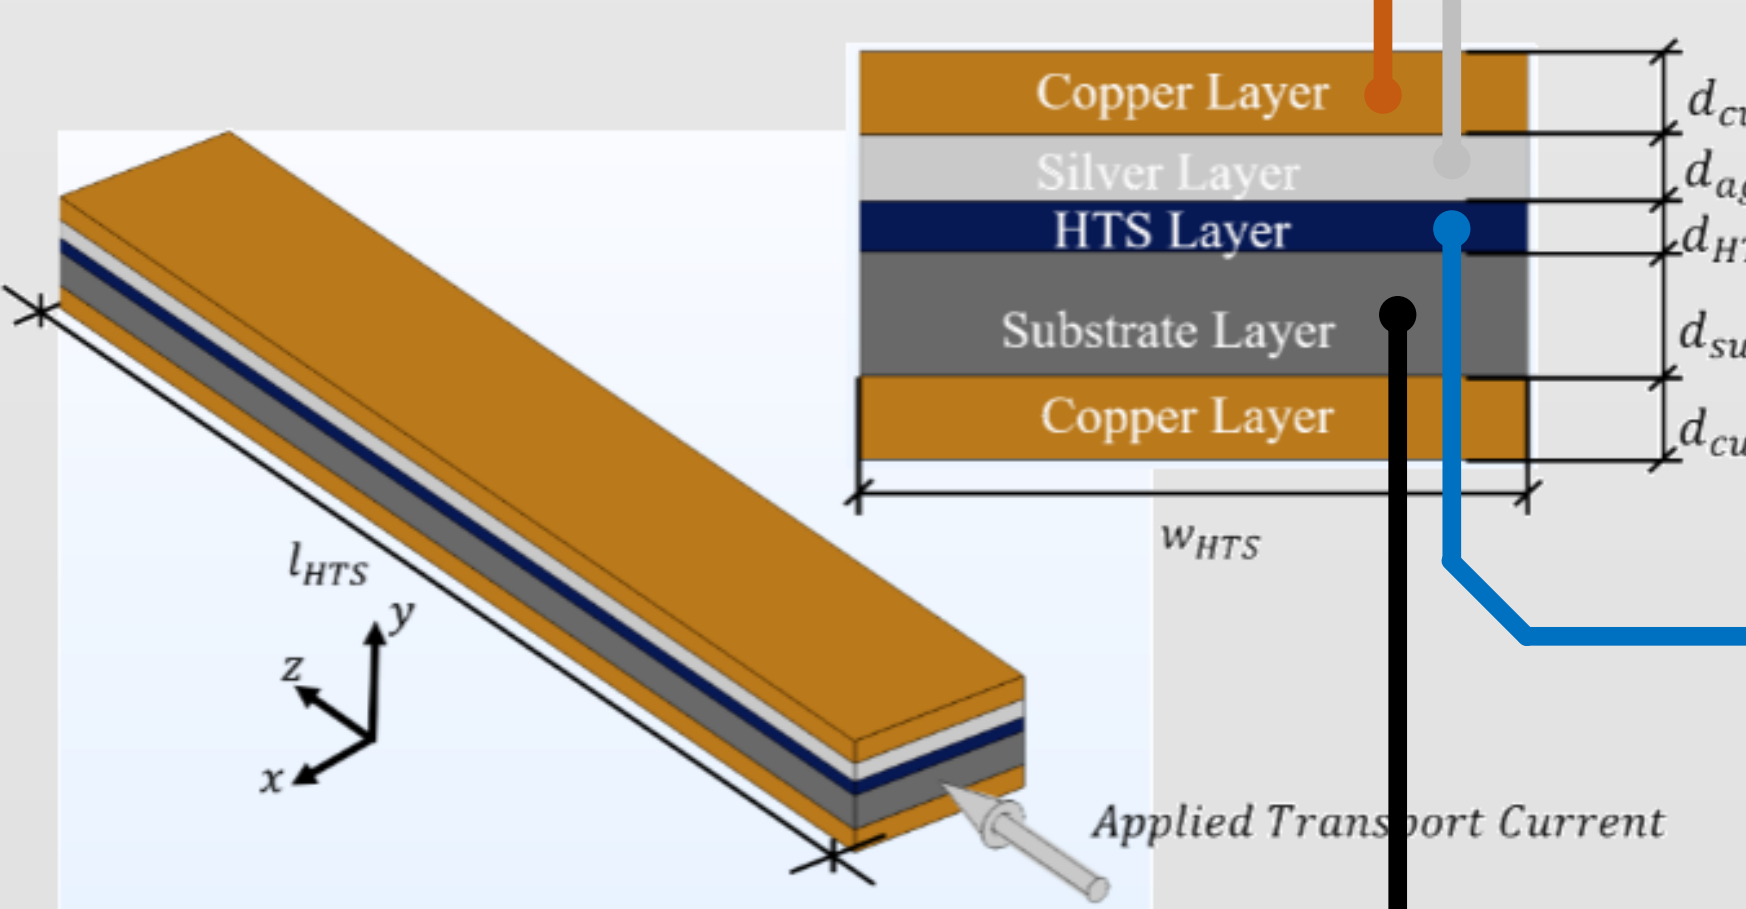 Copper Layer
Silver Layer
HTS Layer
Substrate Layer
Copper Layer
w_HTS
l_HTS
y
z
x
Applied Transport Current